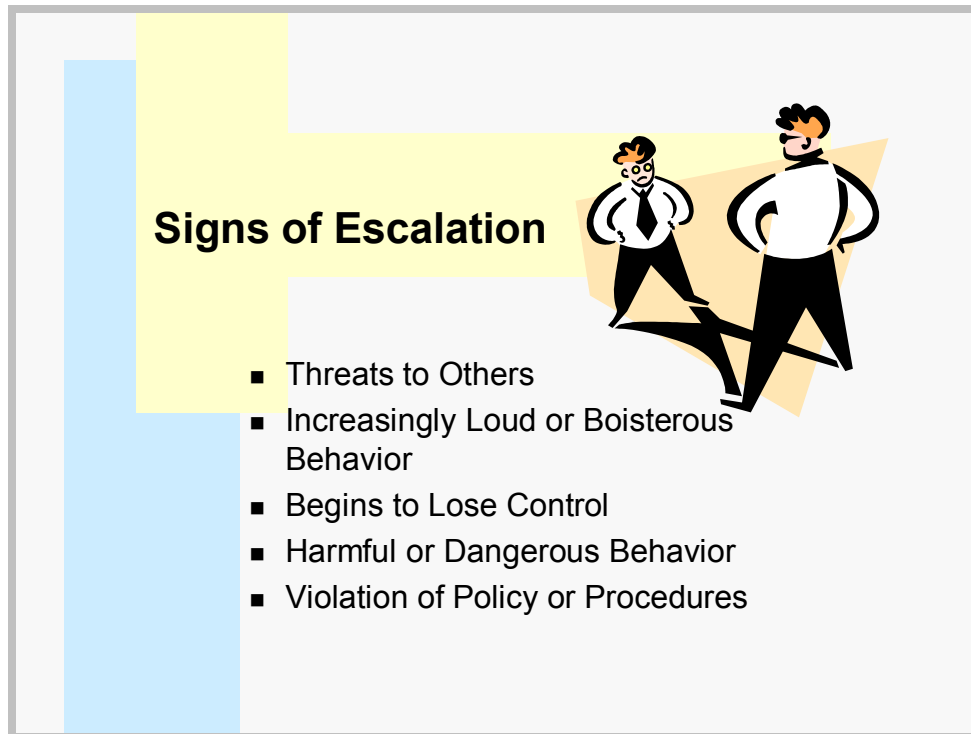 Signs of Escalation
■ Threats to Others
■ Increasingly Loud or Boisterous
Behavior
■ Begins to Lose Control
■ Harmful or Dangerous Behavior
■ Violation of Policy or Procedures